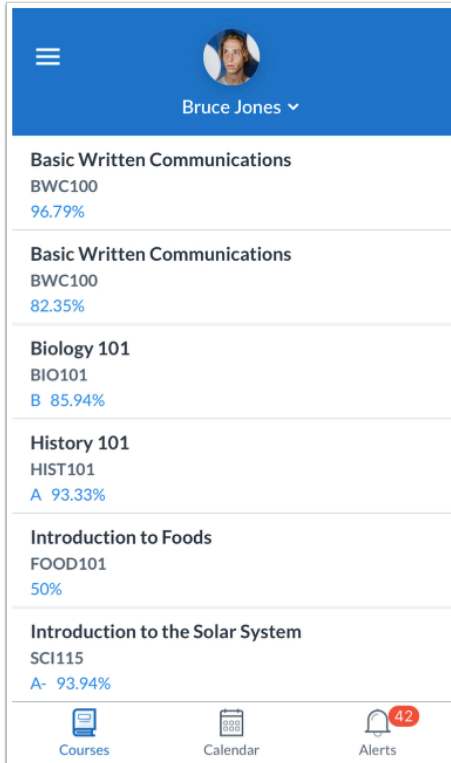 Bruce Jones
Basic Written Communications
BWC100
96.79%
Basic Written Communications
BWC100
82.35%
Biology 101
BIO101
B 85.94%
History 101
HIST101
A 93.33%
Introduction to Foods
FOOD101
50%
Introduction to the Solar System
SCI115
A- 93.94%
42
Courses Calendar Alerts